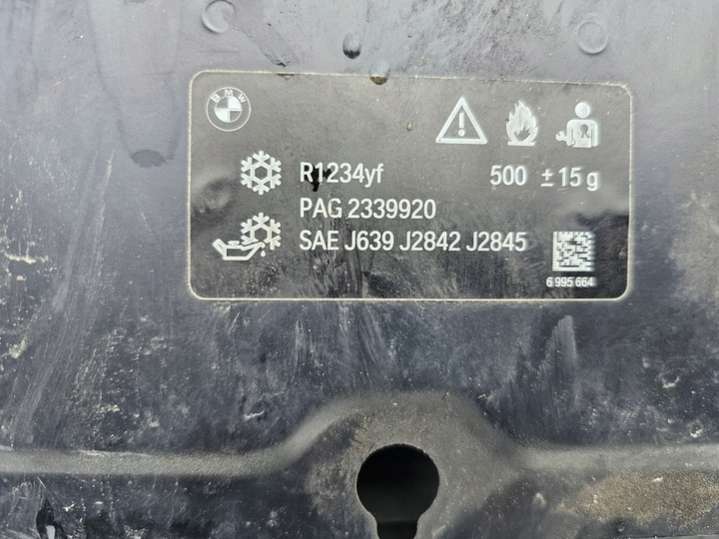 BMW
R1234yf 500 ± 15 g
PAG 2339920
SAE J639 J2842 J2845
6 995 664